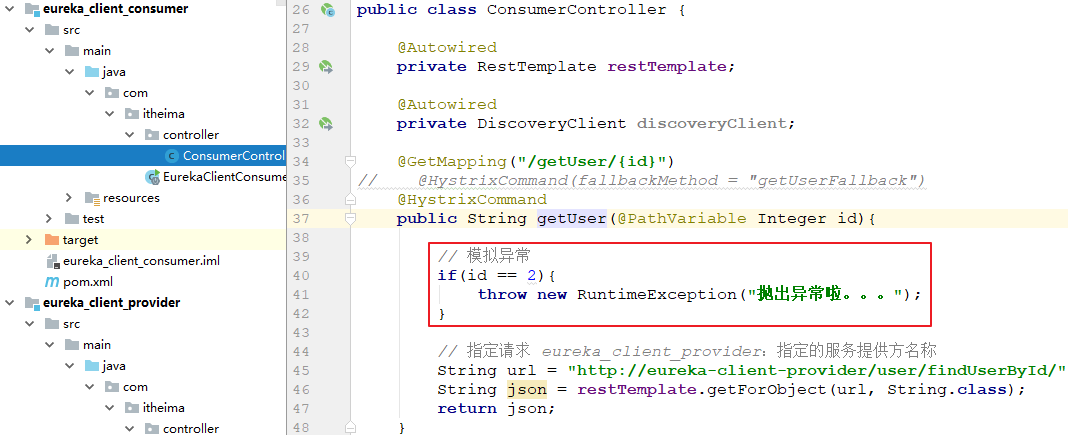 eureka_client_consumer
src
main
java
com
itheima
controller
ConsumerControl
EurekaClientConsume
resources
test
target
eureka_client_consumer.iml
pom.xml
eureka_client_provider
src
main
java
com
itheima
controller
26 public class ConsumerController {
27
28 @Autowired
29 private RestTemplate restTemplate;
30
31 @Autowired
32 private DiscoveryClient discoveryClient;
33
34 @GetMapping("/getUser/{id}")
35 // @HystrixCommand(fallbackMethod = "getUserFallback")
36 @HystrixCommand
37 public String getUser(@PathVariable Integer id){
38
39 // 模拟异常
40 if(id == 2){
41 throw new RuntimeException("抛出异常啦。。。");
42 }
43
44 // 指定请求 eureka_client_provider：指定的服务提供方名称
45 String url = "http://eureka-client-provider/user/findUserById/"
46 String json = restTemplate.getForObject(url, String.class);
47 return json;
48 }